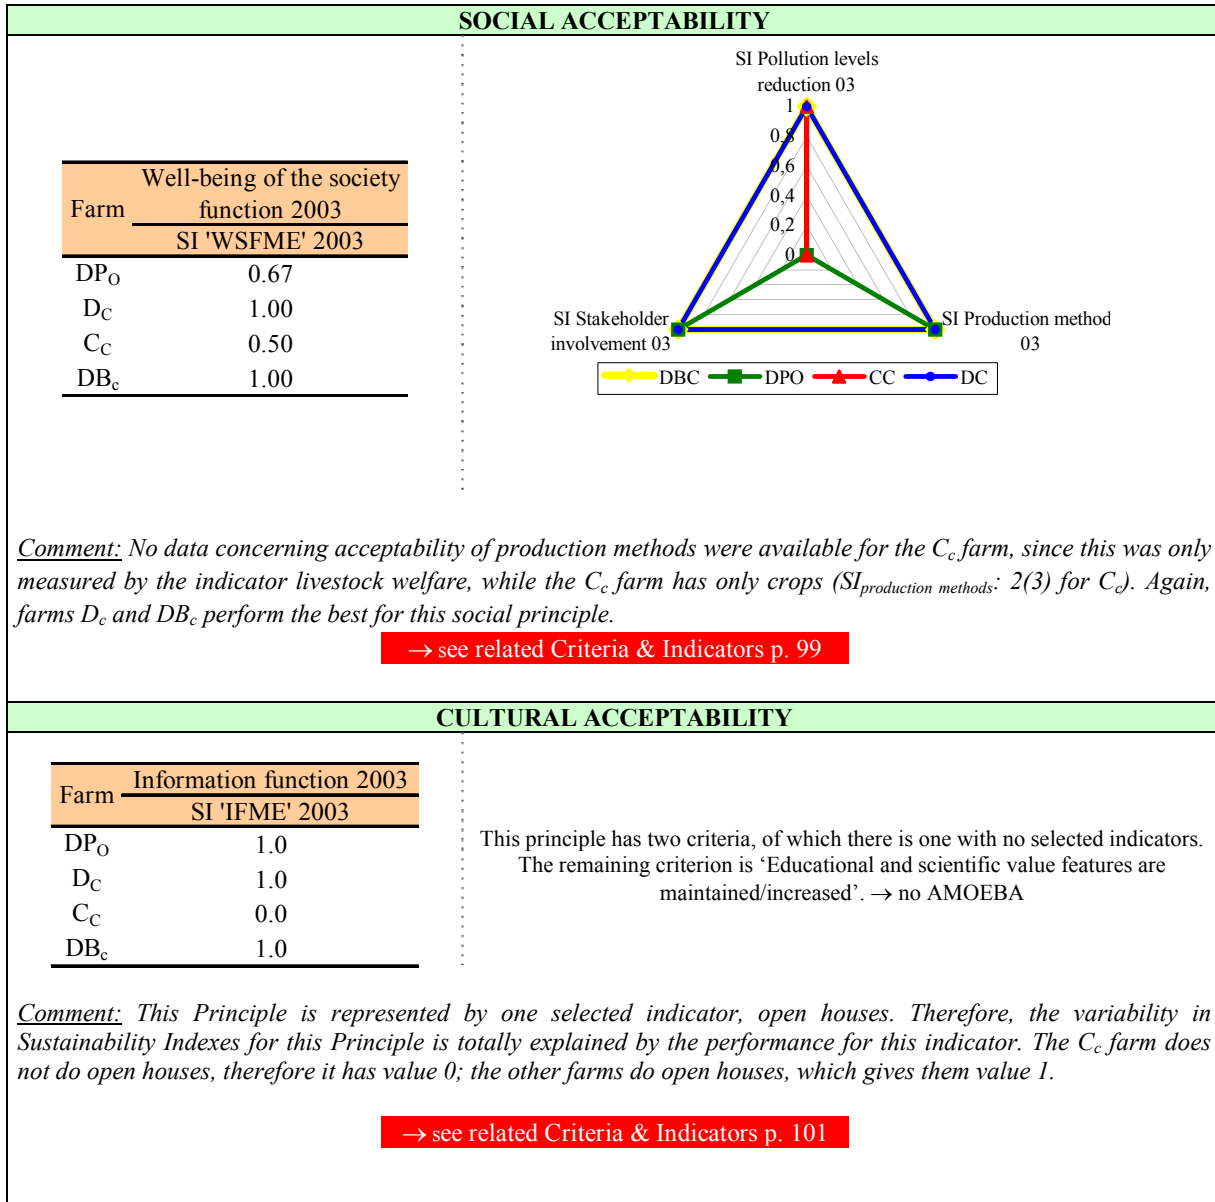 SOCIAL ACCEPTABILITY
Farm
Well-being of the society
function 2003
SI 'WSFME' 2003
DPO 0.67
DC 1.00
CC 0.50
DBc 1.00
SI Pollution levels
reduction 03
1
0,8
0,6
0,4
0,2
0
SI Stakeholder
involvement 03
SI Production method
03
DBC DPO CC DC
Comment: No data concerning acceptability of production methods were available for the Cc farm, since this was only
measured by the indicator livestock welfare, while the Cc farm has only crops (SIproduction methods: 2(3) for Cc). Again,
farms Dc and DBc perform the best for this social principle.
→ see related Criteria & Indicators p. 99
CULTURAL ACCEPTABILITY
Farm
Information function 2003
SI 'IFME' 2003
DPO 1.0
DC 1.0
CC 0.0
DBc 1.0
This principle has two criteria, of which there is one with no selected indicators.
The remaining criterion is ‘Educational and scientific value features are
maintained/increased’. → no AMOEBA
Comment: This Principle is represented by one selected indicator, open houses. Therefore, the variability in
Sustainability Indexes for this Principle is totally explained by the performance for this indicator. The Cc farm does
not do open houses, therefore it has value 0; the other farms do open houses, which gives them value 1.
→ see related Criteria & Indicators p. 101